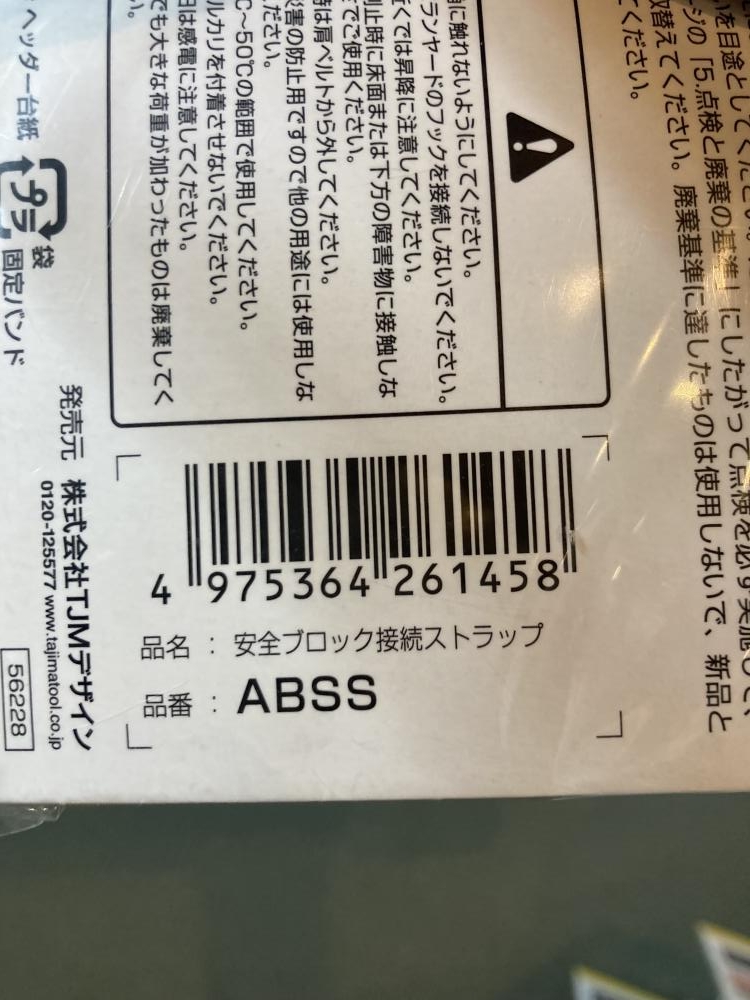 いを目途として
ージの「5.点検と廃棄の基準」にしたがって点検を必ず実施し、
廃棄基準に達したものは使用しないで、新品と
取替えてください。
てください。
に触れないようにしてください。
ランヤードのフックを接続しないでください。
近くでは昇降に注意してください。
制止時に床面または下方の障害物に接触しな
でご使用ください。
時は肩ベルトから外してください。
災害の防止用ですので他の用途には使用しな
ださい。
℃~50℃の範囲で使用してください。
ルカリを付着させないでください。
は感電に注意してください。
でも大きな荷重が加わったものは廃棄してく
い。
ヘッダー台紙
プラ
袋
固定バンド
4 975364 261458
品名 : 安全ブロック接続ストラップ
品番 : ABSS
発売元 株式会社TJMデザイン
0120-125577 www.tajimatool.co.jp
56228